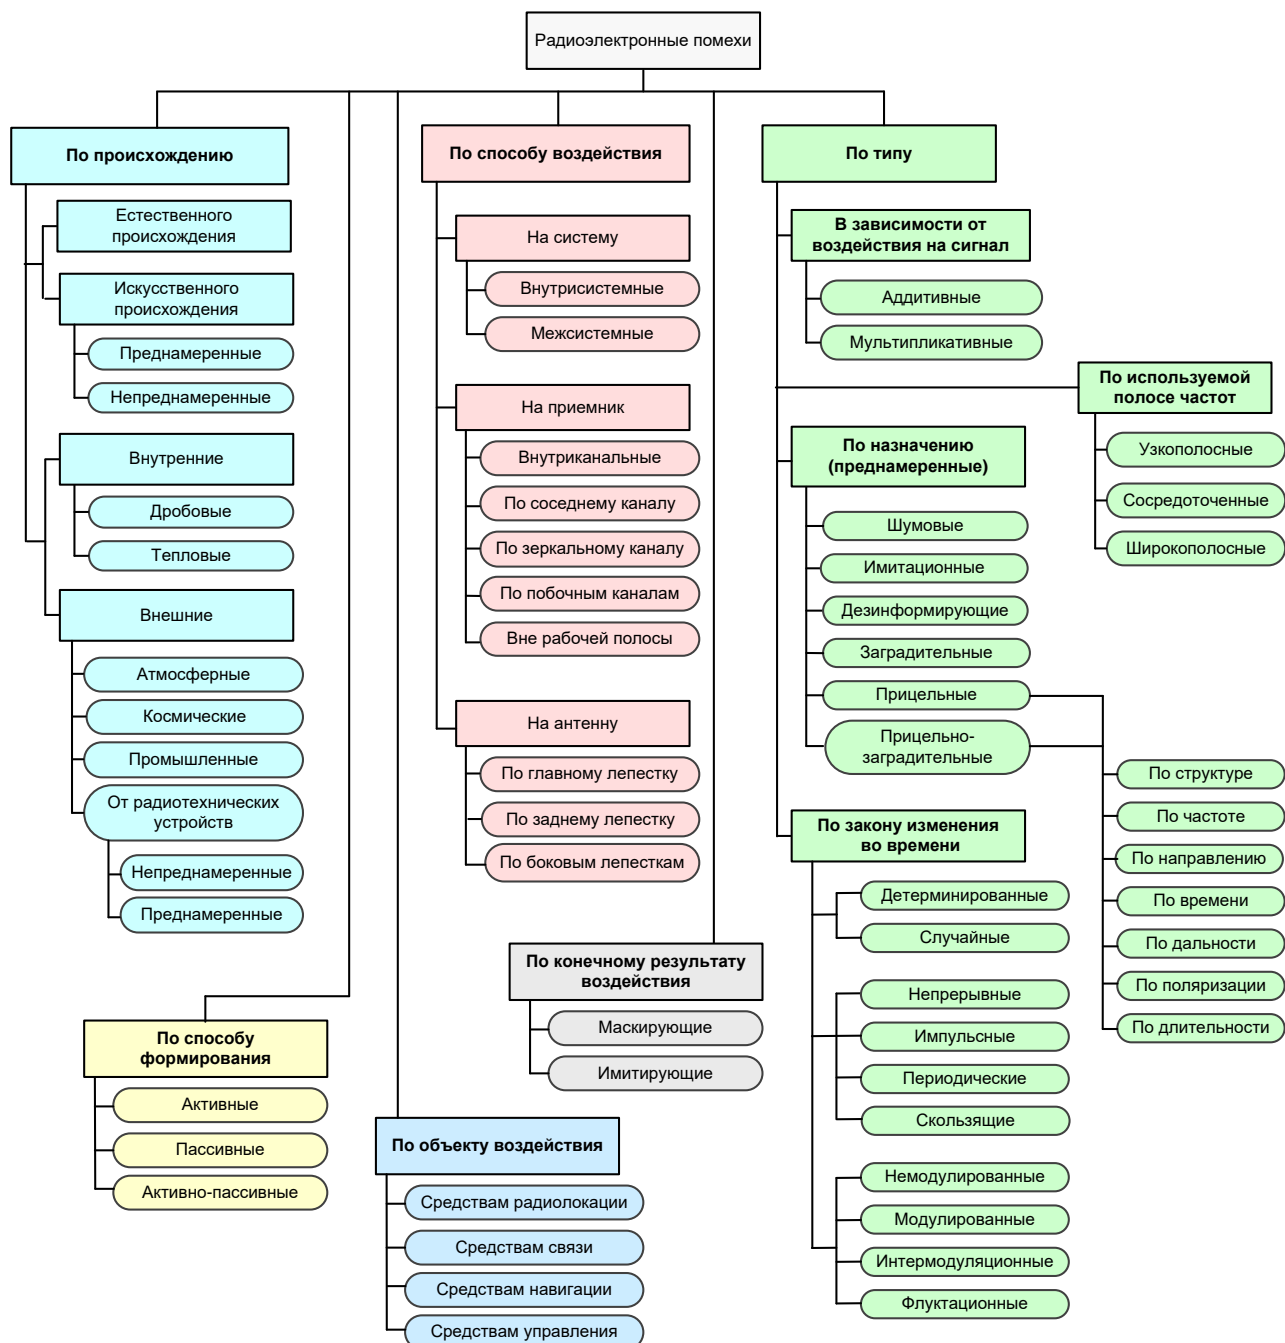 Радиоэлектронные помехи
По происхождению
Естественного
происхождения
Искусственного
происхождения
Преднамеренные
Непреднамеренные
Внутренние
Дробовые
Тепловые
Внешние
Атмосферные
Космические
Промышленные
От радиотехнических
устройств
Непреднамеренные
Преднамеренные
По способу
формирования
Активные
Пассивные
Активно-пассивные
По способу воздействия
На систему
Внутрисистемные
Межсистемные
На приемник
Внутриканальные
По соседнему каналу
По зеркальному каналу
По побочным каналам
Вне рабочей полосы
На антенну
По главному лепестку
По заднему лепестку
По боковым лепесткам
По конечному результату
воздействия
Маскирующие
Имитирующие
По объекту воздействия
Средствам радиолокации
Средствам связи
Средствам навигации
Средствам управления
По типу
В зависимости от
воздействия на сигнал
Аддитивные
Мультипликативные
По используемой
полосе частот
Узкополосные
Сосредоточенные
Широкополосные
По назначению
(преднамеренные)
Шумовые
Имитационные
Дезинформирующие
Заградительные
Прицельные
Прицельно-
заградительные
По структуре
По частоте
По направлению
По времени
По дальности
По поляризации
По длительности
По закону изменения
во времени
Детерминированные
Случайные
Непрерывные
Импульсные
Периодические
Скользящие
Немодулированные
Модулированные
Интермодуляционные
Флуктационные